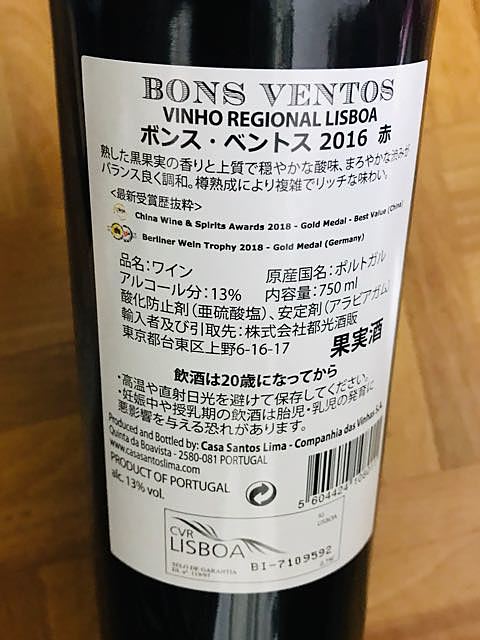 BONS VENTOS
VINHO REGIONAL LISBOA
ボンス・ベントス 2016 赤
熟した黒果実の香りと上質で穏やかな酸味、まろやかな渋みが
バランス良く調和。樽熟成により複雑でリッチな味わい。
<最新受賞歴抜粋>
China Wine & Spirits Awards 2018 - Gold Medal - Best Value (China)
Berliner Wein Trophy 2018 - Gold Medal (Germany)
品名:ワイン 原産国名:ポルトガル
アルコール分:13% 内容量:750 ml
酸化防止剤(亜硫酸塩)、安定剤(アラビアガム)
輸入者及び引取先:株式会社都光酒販
東京都台東区上野6-16-17 果実酒
飲酒は20歳になってから
・高温や直射日光を避けて保存してください。
・妊娠中や授乳期の飲酒は胎児・乳児の発育に
悪影響を与える恐れがあります。
Produced and Bottled by: Casa Santos Lima - Companhia das Vinhas S.A.
Quinta da Boavista - 2580-081 PORTUGAL
www.casasantoslima.com
PRODUCT OF PORTUGAL
alc. 13% vol.
5 604424
CVR
LISBOA
IG
LISBOA
SELO DE GARANTIA
BI-7109592